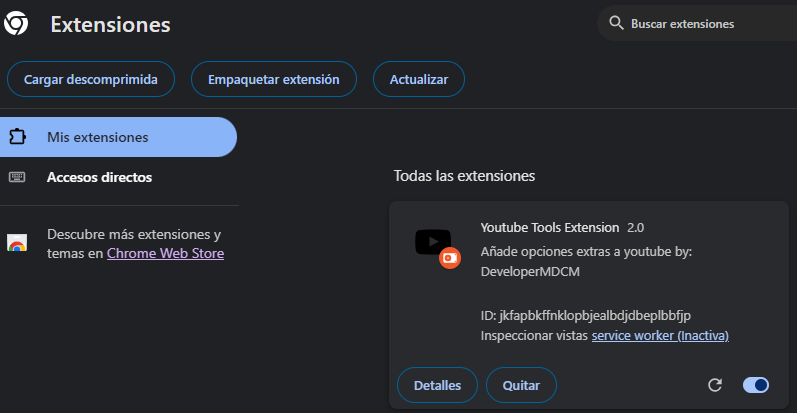 Extensiones
Buscar extensiones
Cargar descomprimida
Empaquetar extensión
Actualizar
Mis extensiones
Accesos directos
Descubre más extensiones y
temas en Chrome Web Store
Todas las extensiones
Youtube Tools Extension 2.0
Añade opciones extras a youtube by:
DeveloperMDCM
ID: jkfapbkffnklopbjealbdjdbeplbbfjp
Inspeccionar vistas service worker (Inactiva)
Detalles
Quitar